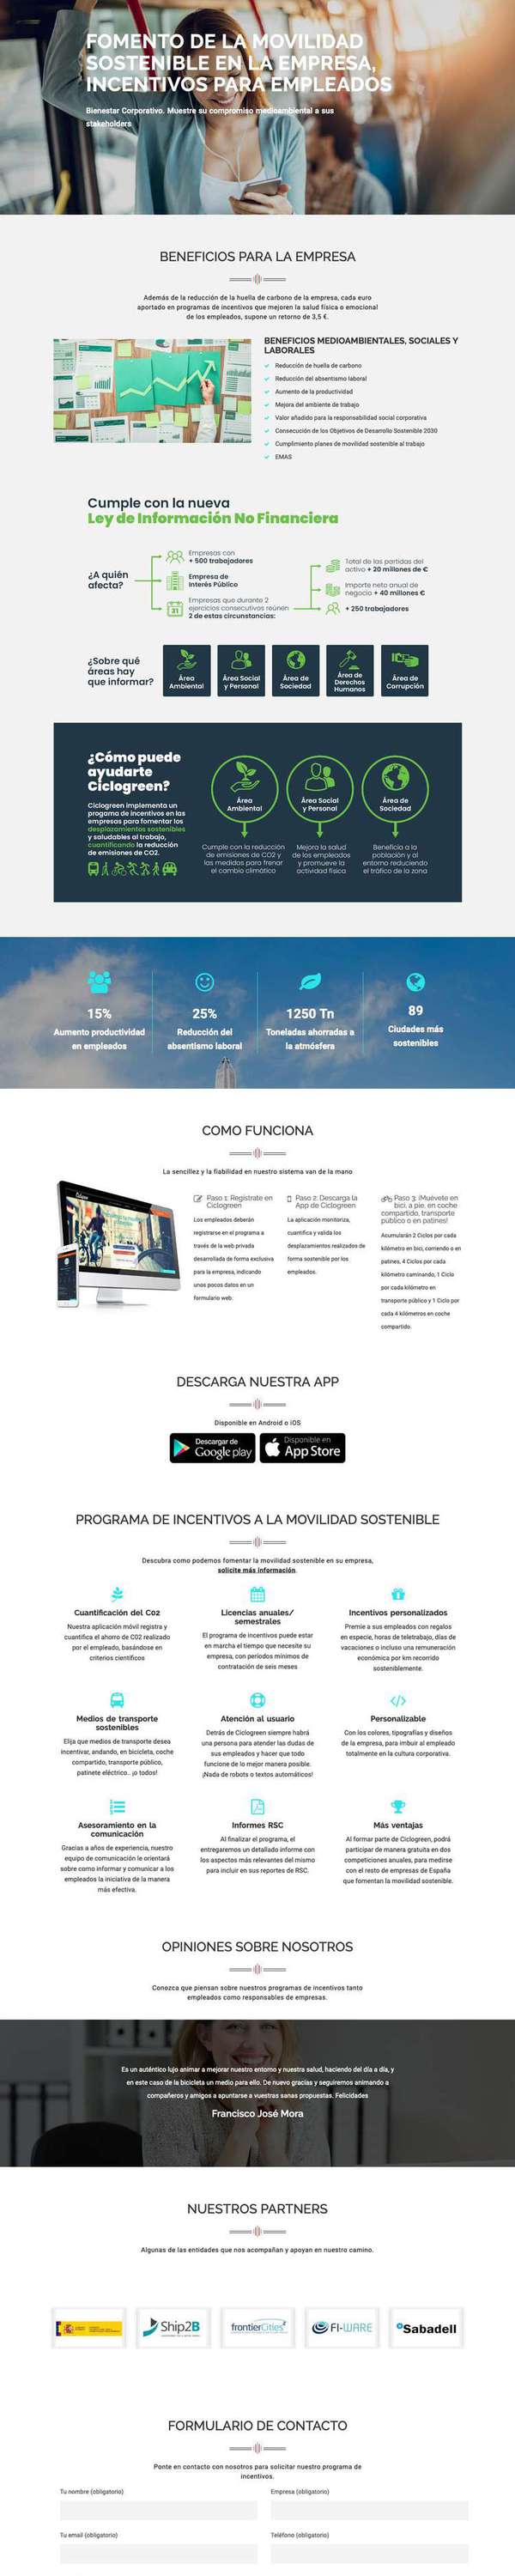 FOMENTO DE LA MOVILIDAD
SOSTENIBLE EN LA EMPRESA,
INCENTIVOS PARA EMPLEADOS
Bienestar Corporativo. Muestre su compromiso medioambiental a sus
stakeholders
BENEFICIOS PARA LA EMPRESA
Además de la reducción de la huella de carbono de la empresa, cada euro
aportado en programas de incentivos que mejoren la salud física o emocional
de los empleados, supone un retorno de 3,5 €.
BENEFICIOS MEDIOAMBIENTALES, SOCIALES Y
LABORALES
Reducción de huella de carbono
Reducción del absentismo laboral
Aumento de la productividad
Mejora del ambiente de trabajo
Valor añadido para la responsabilidad social corporativa
Consecución de los Objetivos de Desarrollo Sostenible 2030
Cumplimiento planes de movilidad sostenible al trabajo
EMAS
Cumple con la nueva
Ley de Información No Financiera
¿A quién
afecta?
Empresas con
+ 500 trabajadores
Empresa de
Interés Público
Empresas que durante 2
ejercicios consecutivos reúnen
2 de estas circunstancias:
Total de las partidas del
activo + 20 millones de €
Importe neto anual de
negocio + 40 millones €
+ 250 trabajadores
¿Sobre qué
áreas hay
que informar?
Área
Ambiental
Área Social
y Personal
Área de
Sociedad
Área de
Derechos
Humanos
Área de
Corrupción
¿Cómo puede
ayudarte
Ciclogreen?
Ciclogreen implementa un
progama de incentivos en las
empresas para fomentar los
desplazamientos sostenibles
y saludables al trabajo,
cuantificando la reducción
de emisiones de CO2.
Área
Ambiental
Área Social
y Personal
Área de
Sociedad
Cumple con la reducción
de emisiones de CO2 y
las medidas para frenar
el cambio climático
Mejora la salud
de los empleados
y promueve la
actividad física
Beneficia a la
población y al
entorno reduciendo
el tráfico de la zona
15%
Aumento productividad
en empleados
25%
Reducción del
absentismo laboral
1250 Tn
Toneladas ahorradas a
la atmósfera
89
Ciudades más
sostenibles
COMO FUNCIONA
La sencillez y la fiabilidad en nuestro sistema van de la mano
Paso 1: Regístrate en
Ciclogreen
Los empleados deberán
registrarse en el programa a
través de la web privada
desarrollada de forma exclusiva
para la empresa, indicando
unos pocos datos en un
formulario web.
Paso 2: Descarga la
App de Ciclogreen
La aplicación monitoriza,
cuantifica y valida los
desplazamientos realizados de
forma sostenible por los
empleados.
Paso 3: ¡Muévete en
bici, a pie, en coche
compartido, transporte
público o en patines!
Acumularán 2 Ciclos por cada
kilómetro en bici, corriendo o en
patines, 4 Ciclos por cada
kilómetro caminando, 1 Ciclo
por cada kilómetro en
transporte público y 1 Ciclo por
cada 4 kilómetros en coche
compartido.
DESCARGA NUESTRA APP
Disponible en Android o iOS
Descargar de
Google play
Disponible en
App Store
PROGRAMA DE INCENTIVOS A LA MOVILIDAD SOSTENIBLE
Descubra como podemos fomentar la movilidad sostenible en su empresa,
solicite más información.
Cuantificación del Co2
Nuestra aplicación móvil registra y
cuantifica el ahorro de CO2 realizado
por el empleado, basándose en
criterios científicos
Licencias anuales/
semestrales
El programa de incentivos puede estar
en marcha el tiempo que necesite su
empresa, con periodos mínimos de
contratación de seis meses
Incentivos personalizados
Premie a sus empleados con regalos
en especie, horas de teletrabajo, días de
vacaciones o incluso una remuneración
económica por km recorrido
sosteniblemente.
Medios de transporte
sostenibles
Elija que medios de transporte desea
incentivar, andando, en bicicleta, coche
compartido, transporte público,
patinete eléctrico.. ¡o todos!
Atención al usuario
Detrás de Ciclogreen siempre habrá
una persona para atender las dudas de
sus empleados y hacer que todo
funcione de lo mejor manera posible.
¡Nada de robots o textos automáticos!
Personalizable
Con los colores, tipografías y diseños
de la empresa, para imbuir al empleado
totalmente en la cultura corporativa.
Asesoramiento en la
comunicación
Gracias a años de experiencia, nuestro
equipo de comunicación le orientará
sobre como informar y comunicar a los
empleados la iniciativa de la manera
más efectiva.
Informes RSC
Al finalizar el programa, el
entregaremos un detallado informe con
los aspectos más relevantes del mismo
para incluir en sus reportes de RSC.
Más ventajas
Al formar parte de Ciclogreen, podrá
participar de manera gratuita en dos
competiciones anuales, para medirse
con el resto de empresas de España
que fomentan la movilidad sostenible.
OPINIONES SOBRE NOSOTROS
Conozca que piensan sobre nuestros programas de incentivos tanto
empleados como responsables de empresas.
Es un auténtico lujo animar a mejorar nuestro entorno y nuestra salud, haciendo del día a día, y
en este caso de la bicicleta un medio para ello. De nuevo gracias y seguiremos animando a
compañeros y amigos a apuntarse a vuestras sanas propuestas. Felicidades
Francisco José Mora
NUESTROS PARTNERS
Algunas de las entidades que nos acompañan y apoyan en nuestro camino.
Ship2B
frontierCities
FI-WARE
Sabadell
FORMULARIO DE CONTACTO
Ponte en contacto con nosotros para solicitar nuestro programa de
incentivos.
Tu nombre (obligatorio)
Empresa (obligatorio)
Tu email (obligatorio)
Teléfono (obligatorio)